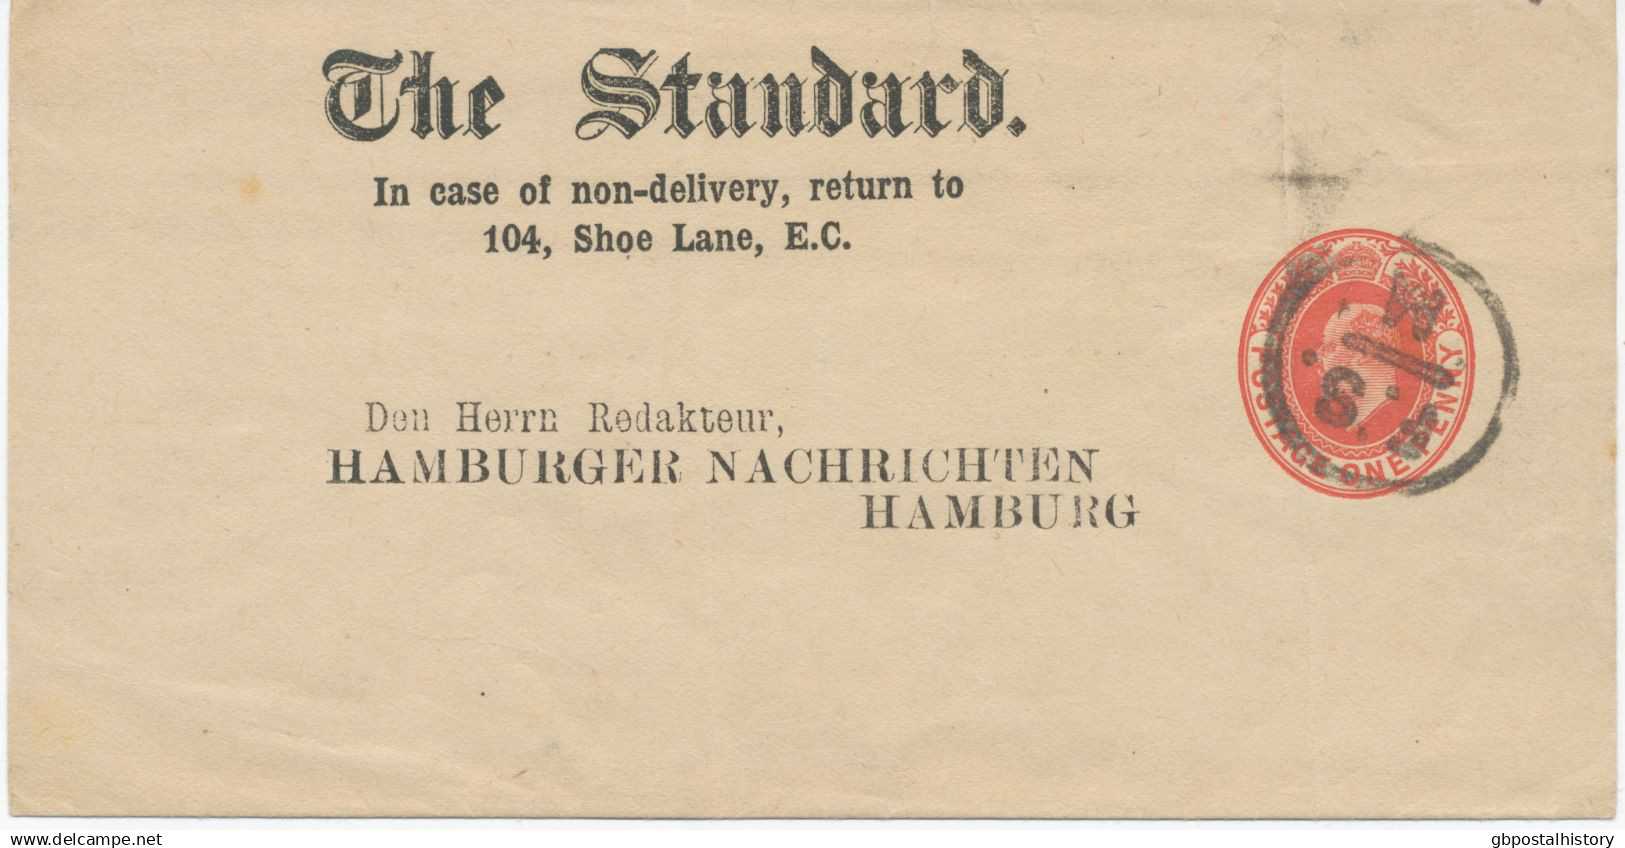 The Standard.
In case of non-delivery, return to
104, Shoe Lane, E.C.
POSTAGE ONE PENNY
Den Herrn Redakteur,
HAMBURGER NACHRICHTEN
HAMBURG
www.delcampe.net
gbpostalhistory